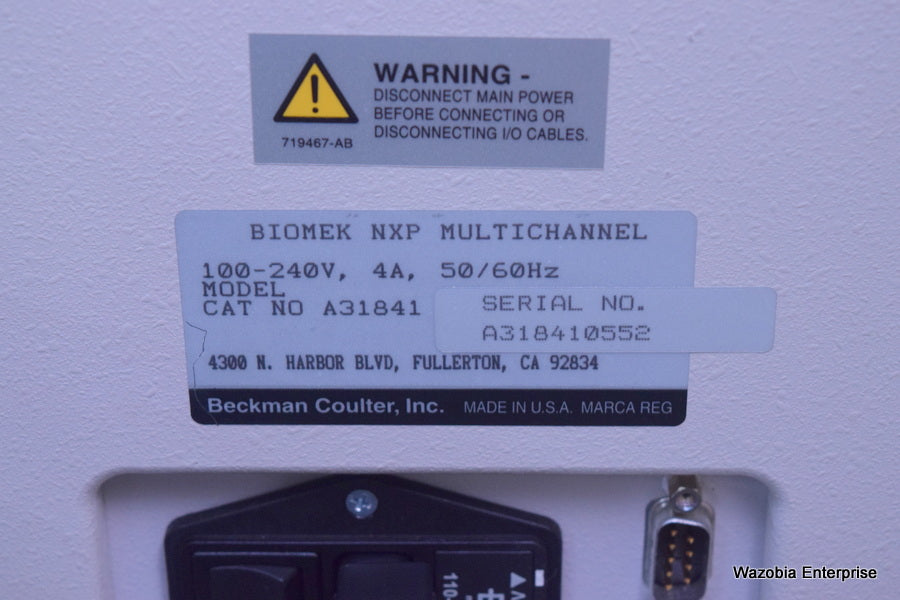 WARNING -
DISCONNECT MAIN POWER
BEFORE CONNECTING OR
DISCONNECTING I/O CABLES.
719467-AB
BIOMEK NXP MULTICHANNEL
100-240V, 4A, 50/60Hz
MODEL
CAT NO A31841
SERIAL NO.
A318410552
4300 N. HARBOR BLVD, FULLERTON, CA 92834
Beckman Coulter, Inc. MADE IN U.S.A. MARCA REG
110-
Wazobia Enterprise